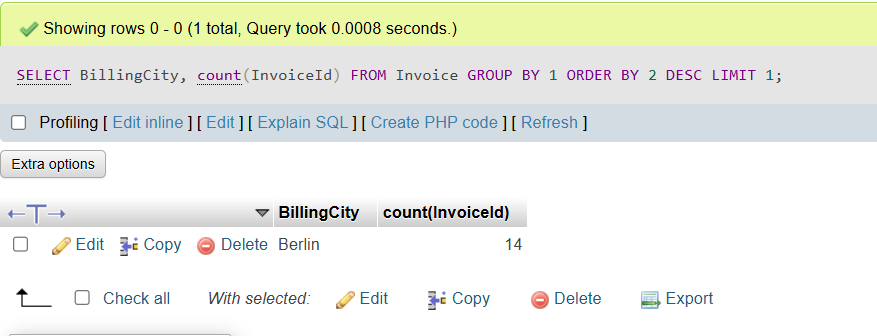 Showing rows 0 - 0 (1 total, Query took 0.0008 seconds.)
SELECT BillingCity, count(InvoiceId) FROM Invoice GROUP BY 1 ORDER BY 2 DESC LIMIT 1;
Profiling [ Edit inline ] [ Edit ] [ Explain SQL ] [ Create PHP code ] [ Refresh ]
Extra options
BillingCity count(InvoiceId)
Edit Copy Delete Berlin 14
Check all With selected: Edit Copy Delete Export